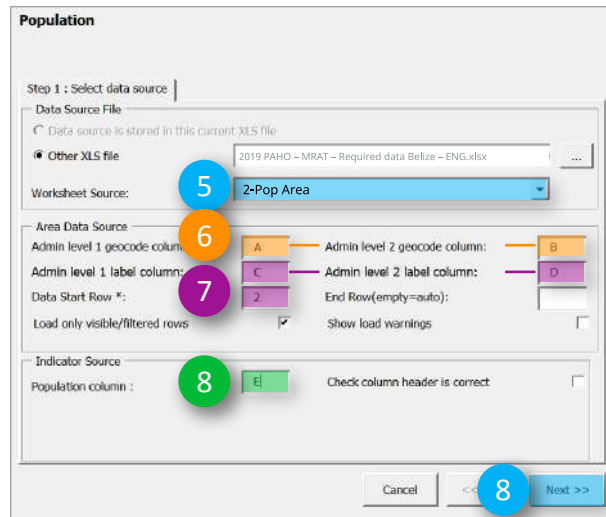 Population
Step 1 : Select data source
Data Source File
Data source is stored in this current XLS file
Other XLS file 2019 PAHO – MRAT – Required data Belize – ENG.xlsx ...
Worksheet Source: 5 2-Pop Area
Area Data Source
6
Admin level 1 geocode colum A Admin level 2 geocode column: B
Admin level 1 label column: C Admin level 2 label column: D
7
Data Start Row *: 2 End Row(empty=auto):
Load only visible/filtered rows Show load warnings
Indicator Source
Population column : 8 E Check column header is correct
Cancel << 8 Next >>